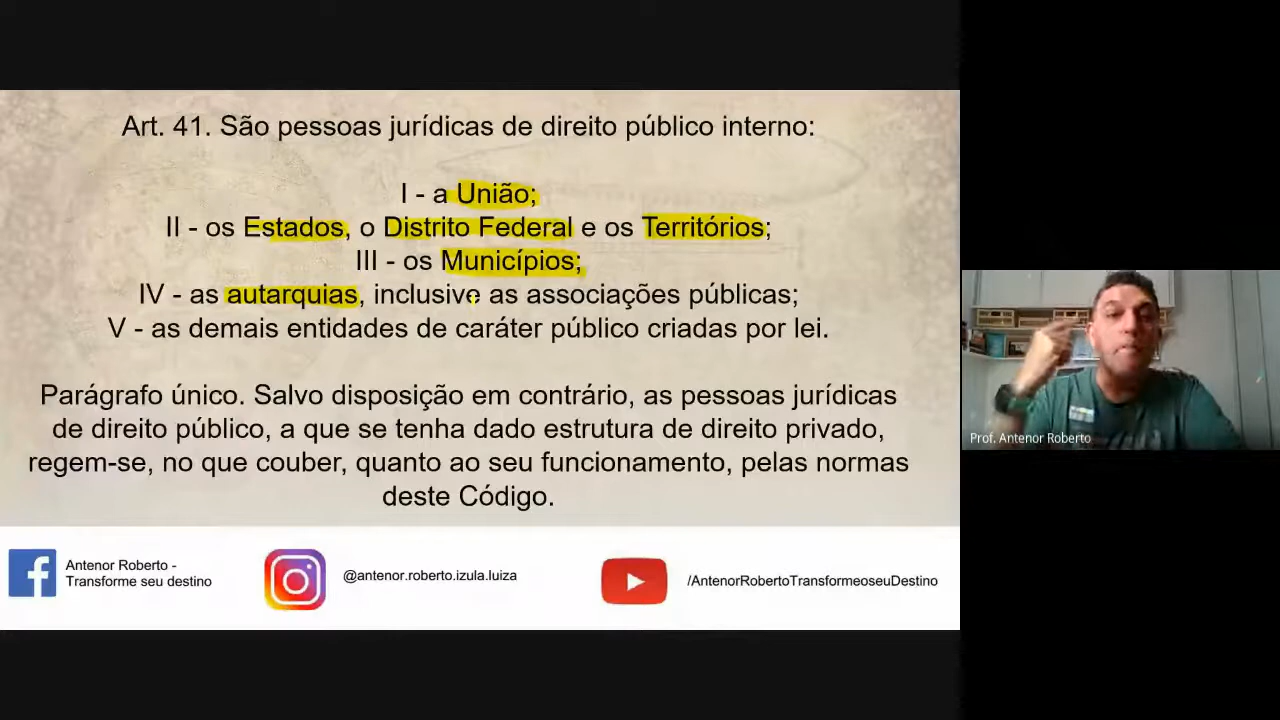 Art. 41. São pessoas jurídicas de direito público interno:
I - a União;
II - os Estados, o Distrito Federal e os Territórios;
III - os Municípios;
IV - as autarquias, inclusive as associações públicas;
V - as demais entidades de caráter público criadas por lei.
Parágrafo único. Salvo disposição em contrário, as pessoas jurídicas
de direito público, a que se tenha dado estrutura de direito privado,
regem-se, no que couber, quanto ao seu funcionamento, pelas normas
deste Código.
Antenor Roberto -
Transforme seu destino
@antenor.roberto.izula.luiza
/AntenorRobertoTransformeoseuDestino
Prof. Antenor Roberto